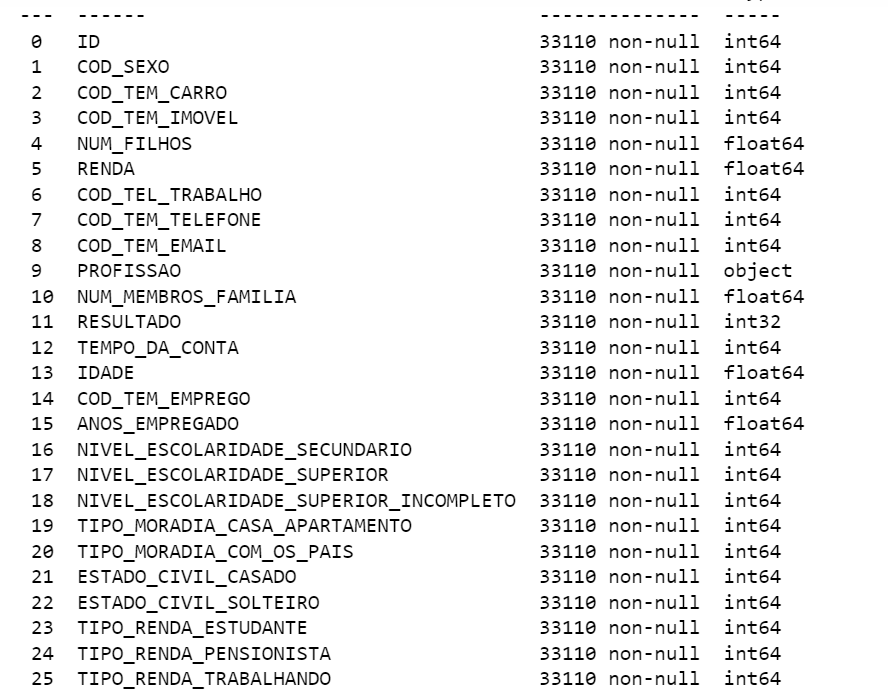 ---  ------  --------------  -----
0  ID  33110 non-null  int64
1  COD_SEXO  33110 non-null  int64
2  COD_TEM_CARRO  33110 non-null  int64
3  COD_TEM_IMOVEL  33110 non-null  int64
4  NUM_FILHOS  33110 non-null  float64
5  RENDA  33110 non-null  float64
6  COD_TEL_TRABALHO  33110 non-null  int64
7  COD_TEM_TELEFONE  33110 non-null  int64
8  COD_TEM_EMAIL  33110 non-null  int64
9  PROFISSAO  33110 non-null  object
10  NUM_MEMBROS_FAMILIA  33110 non-null  float64
11  RESULTADO  33110 non-null  int32
12  TEMPO_DA_CONTA  33110 non-null  int64
13  IDADE  33110 non-null  float64
14  COD_TEM_EMPREGO  33110 non-null  int64
15  ANOS_EMPREGADO  33110 non-null  float64
16  NIVEL_ESCOLARIDADE_SECUNDARIO  33110 non-null  int64
17  NIVEL_ESCOLARIDADE_SUPERIOR  33110 non-null  int64
18  NIVEL_ESCOLARIDADE_SUPERIOR_INCOMPLETO  33110 non-null  int64
19  TIPO_MORADIA_CASA_APARTAMENTO  33110 non-null  int64
20  TIPO_MORADIA_COM_OS_PAIS  33110 non-null  int64
21  ESTADO_CIVIL_CASADO  33110 non-null  int64
22  ESTADO_CIVIL_SOLTEIRO  33110 non-null  int64
23  TIPO_RENDA_ESTUDANTE  33110 non-null  int64
24  TIPO_RENDA_PENSIONISTA  33110 non-null  int64
25  TIPO_RENDA_TRABALHANDO  33110 non-null  int64